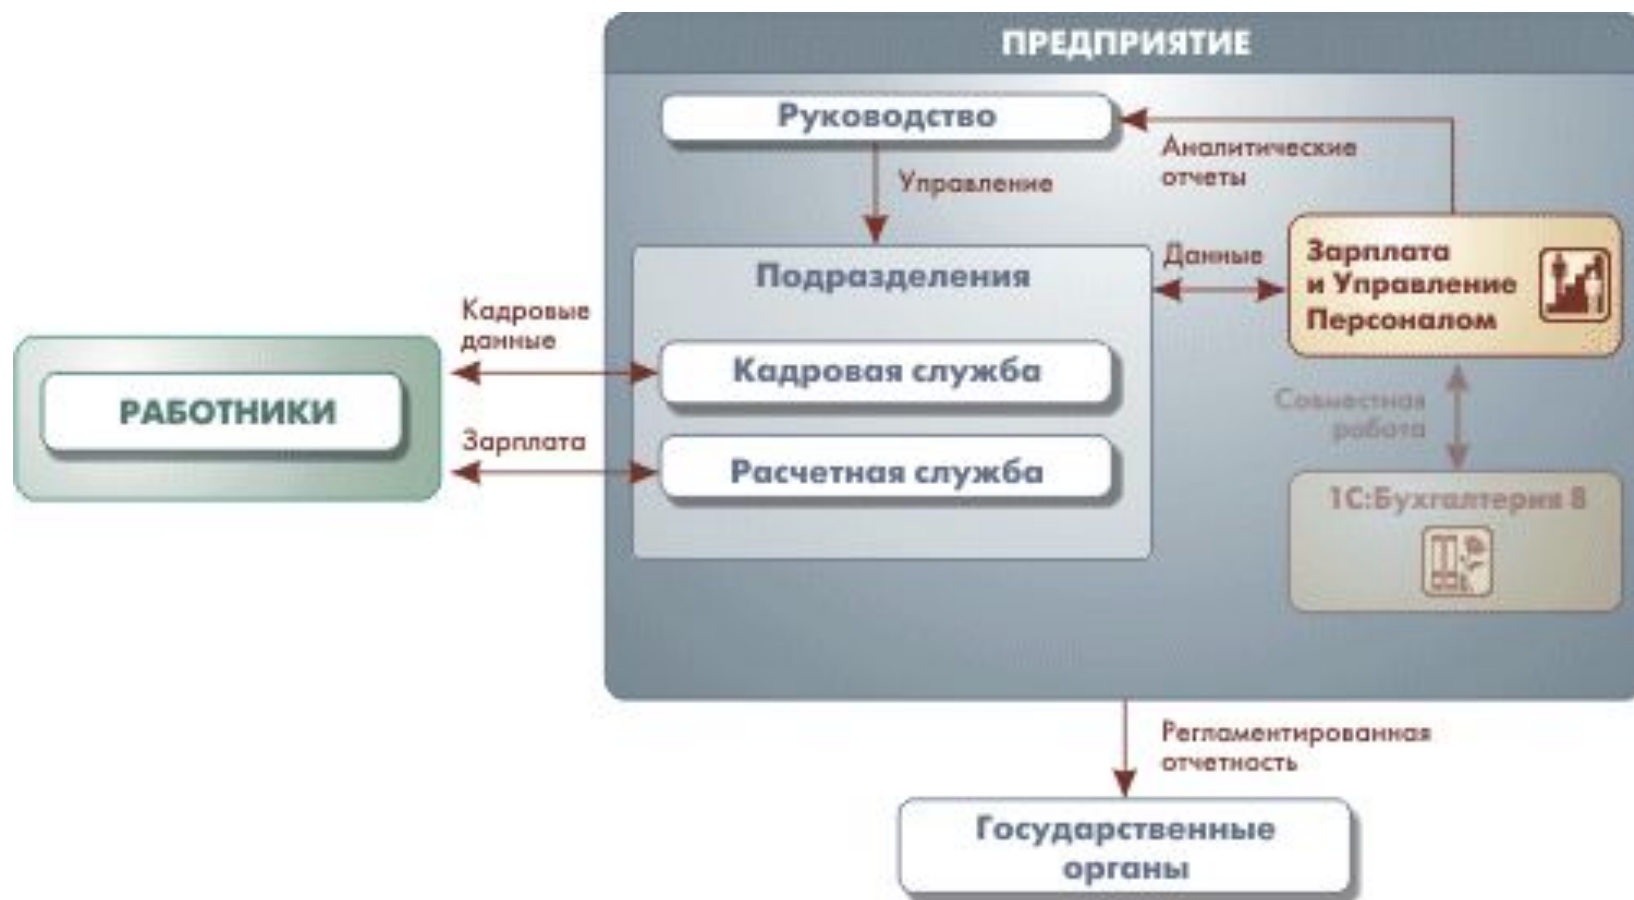 ПРЕДПРИЯТИЕ
Руководство
Аналитические
отчеты
Управление
Подразделения
Данные
Зарплата
и Управление
Персоналом
Кадровые
данные
Кадровая служба
РАБОТНИКИ
Зарплата
Расчетная служба
Совместная
работа
1С:Бухгалтерия 8
Регламентированная
отчетность
Государственные
органы